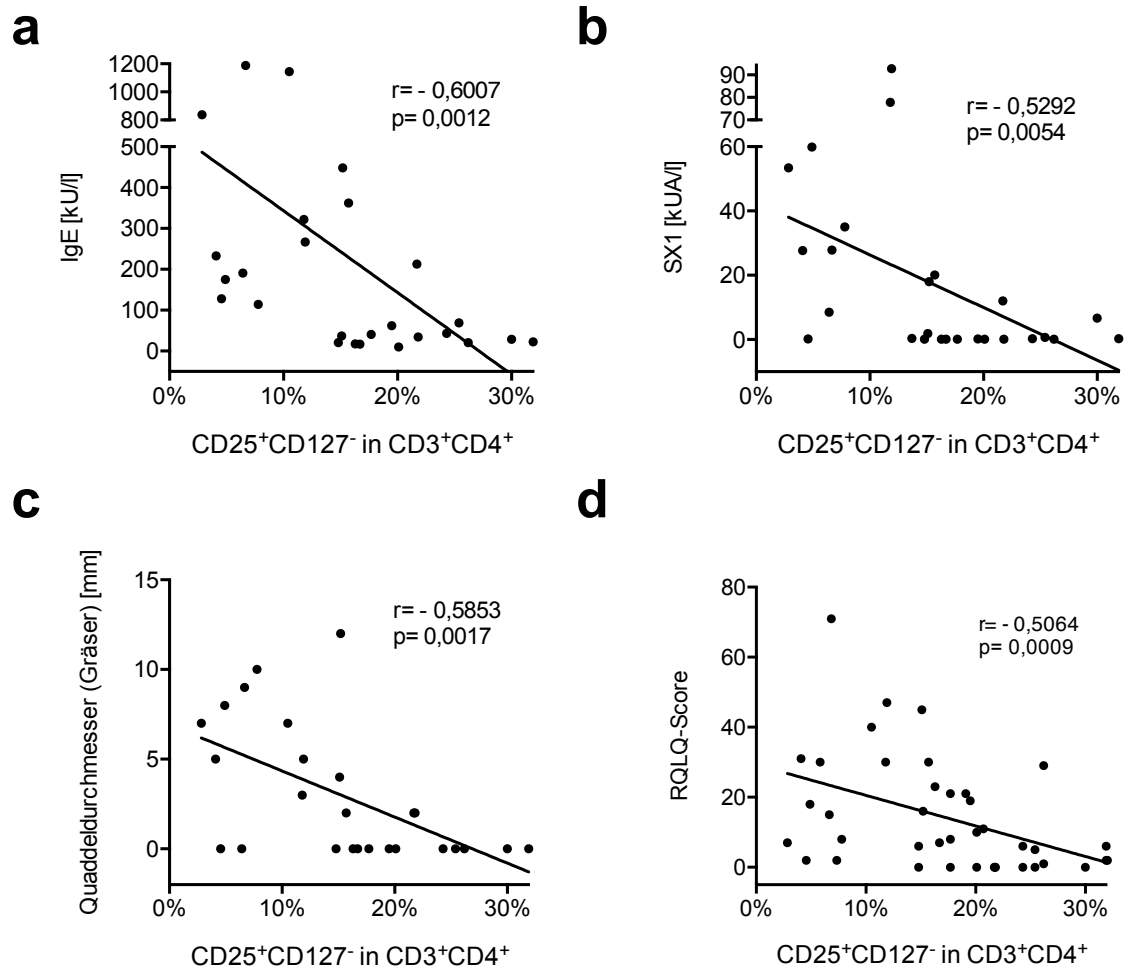 a
1200
1000
800
500
400
300
200
100
0
IgE [kU/l]
r= - 0,6007
p= 0,0012
0% 10% 20% 30%
CD25⁺CD127⁻ in CD3⁺CD4⁺
b
90
80
70
60
40
20
0
SX1 [kUA/l]
r= - 0,5292
p= 0,0054
0% 10% 20% 30%
CD25⁺CD127⁻ in CD3⁺CD4⁺
c
15
10
5
0
Quaddeldurchmesser (Gräser) [mm]
r= - 0,5853
p= 0,0017
0% 10% 20% 30%
CD25⁺CD127⁻ in CD3⁺CD4⁺
d
80
60
40
20
0
RQLQ-Score
r= - 0,5064
p= 0,0009
0% 10% 20% 30%
CD25⁺CD127⁻ in CD3⁺CD4⁺